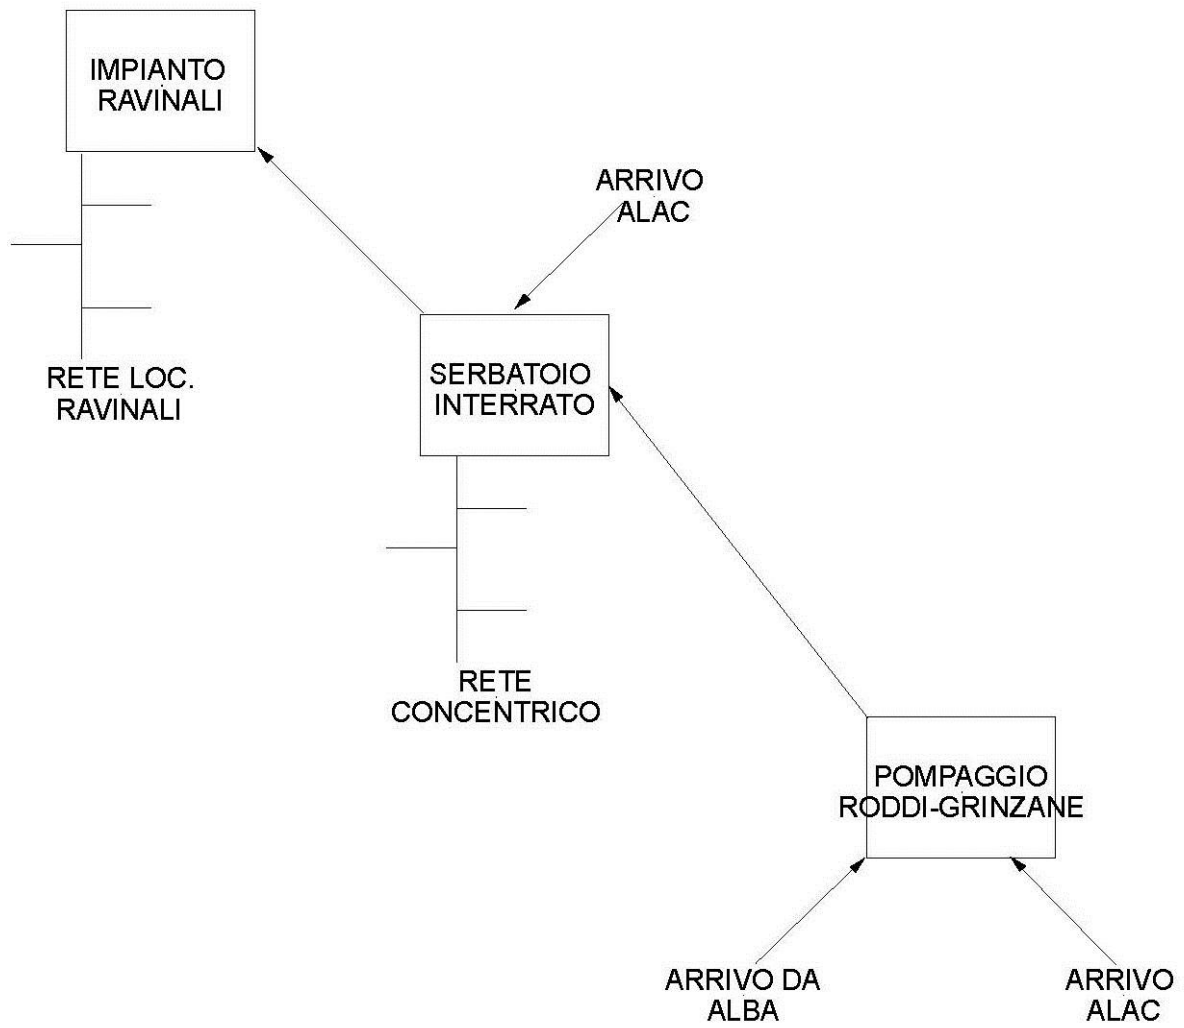 IMPIANTO
RAVINALI
ARRIVO
ALAC
RETE LOC.
RAVINALI
SERBATOIO
INTERRATO
RETE
CONCENTRICO
POMPAGGIO
RODDI-GRINZANE
ARRIVO DA
ALBA
ARRIVO
ALAC